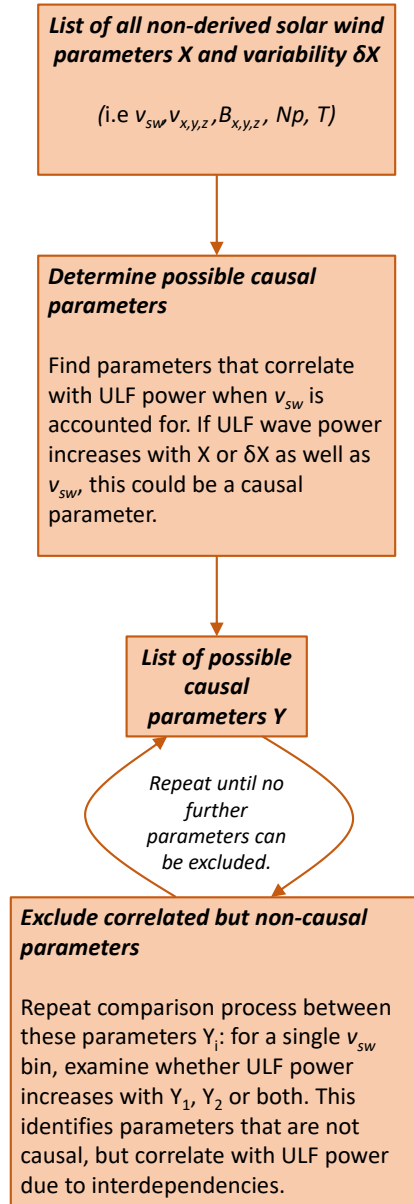 List of all non-derived solar wind
parameters X and variability δX
(i.e vsw,vx,y,z,Bx,y,z, Np, T)
Determine possible causal
parameters
Find parameters that correlate
with ULF power when vsw is
accounted for. If ULF wave power
increases with X or δX as well as
vsw, this could be a causal
parameter.
List of possible
causal
parameters Y
Repeat until no
further
parameters can
be excluded.
Exclude correlated but non-causal
parameters
Repeat comparison process between
these parameters Yi: for a single vsw
bin, examine whether ULF power
increases with Y1, Y2 or both. This
identifies parameters that are not
causal, but correlate with ULF power
due to interdependencies.